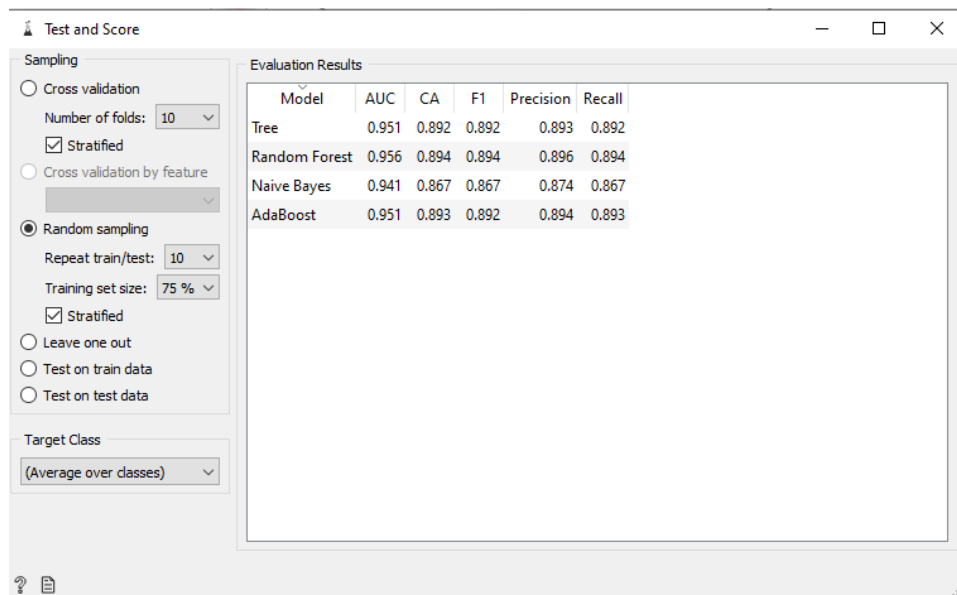 Test and Score
Sampling
Cross validation
Number of folds: 10
Stratified
Cross validation by feature
Random sampling
Repeat train/test: 10
Training set size: 75 %
Stratified
Leave one out
Test on train data
Test on test data
Target Class
(Average over classes)
Evaluation Results
Model AUC CA F1 Precision Recall
Tree 0.951 0.892 0.892 0.893 0.892
Random Forest 0.956 0.894 0.894 0.896 0.894
Naive Bayes 0.941 0.867 0.867 0.874 0.867
AdaBoost 0.951 0.893 0.892 0.894 0.893
?